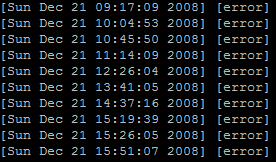 [Sun Dec 21 09:17:09 2008] [error]
[Sun Dec 21 10:04:53 2008] [error]
[Sun Dec 21 10:45:50 2008] [error]
[Sun Dec 21 11:14:09 2008] [error]
[Sun Dec 21 12:26:04 2008] [error]
[Sun Dec 21 13:41:05 2008] [error]
[Sun Dec 21 14:37:16 2008] [error]
[Sun Dec 21 15:19:39 2008] [error]
[Sun Dec 21 15:26:05 2008] [error]
[Sun Dec 21 15:51:07 2008] [error]